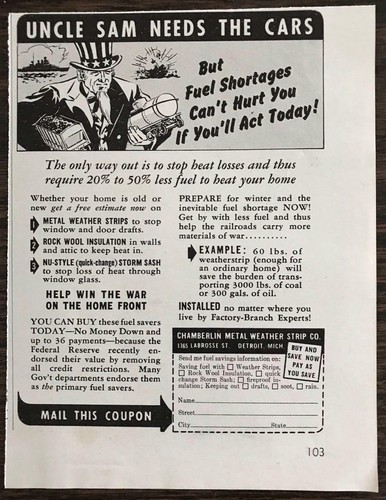 UNCLE SAM NEEDS THE CARS
But
Fuel Shortages
Can't Hurt You
If You'll Act Today!
The only way out is to stop heat losses and thus
require 20% to 50% less fuel to heat your home
Whether your home is old or
new get a free estimate now on
1 METAL WEATHER STRIPS to stop
window and door drafts.
2 ROCK WOOL INSULATION in walls
and attic to keep heat in.
3 NU-STYLE (quick-change) STORM SASH
to stop loss of heat through
window glass.
HELP WIN THE WAR
ON THE HOME FRONT
YOU CAN BUY these fuel savers
TODAY—No Money Down and
up to 36 payments—because the
Federal Reserve recently en-
dorsed their value by removing
all credit restrictions. Many
Gov't departments endorse them
as the primary fuel savers.
MAIL THIS COUPON
PREPARE for winter and the
inevitable fuel shortage NOW!
Get by with less fuel and thus
help the railroads carry more
materials of war..........
EXAMPLE: 60 lbs. of
weatherstrip (enough for
an ordinary home) will
save the burden of trans-
porting 3000 lbs. of coal
or 300 gals. of oil.
INSTALLED no matter where you
live by Factory-Branch Experts!
CHAMBERLIN METAL WEATHER STRIP CO.
1365 LABROSSE ST. DETROIT, MICH.
BUY AND
SAVE NOW
PAY AS
YOU SAVE
Send me fuel savings information on:
Saving fuel with □ Weather Strips,
□ Rock Wool Insulation, □ quick
change Storm Sash; □ fireproof in-
sulation; Keeping out □ drafts, □ soot, □ rain.
Name
Street
City State
103